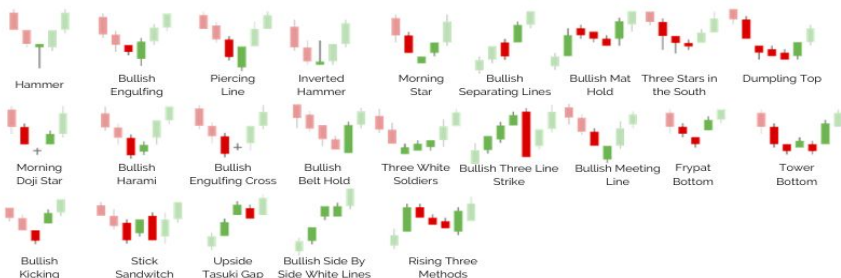 Hammer
Bullish
Engulfing
Piercing
Line
Inverted
Hammer
Morning
Star
Bullish
Separating Lines
Bullish Mat
Hold
Three Stars in
the South
Dumpling Top
Morning
Doji Star
Bullish
Harami
Bullish
Engulfing Cross
Bullish
Belt Hold
Three White
Soldiers
Bullish Three Line
Strike
Bullish Meeting
Line
Frypat
Bottom
Tower
Bottom
Bullish
Kicking
Stick
Sandwitch
Upside
Tasuki Gap
Bullish Side By
Side White Lines
Rising Three
Methods